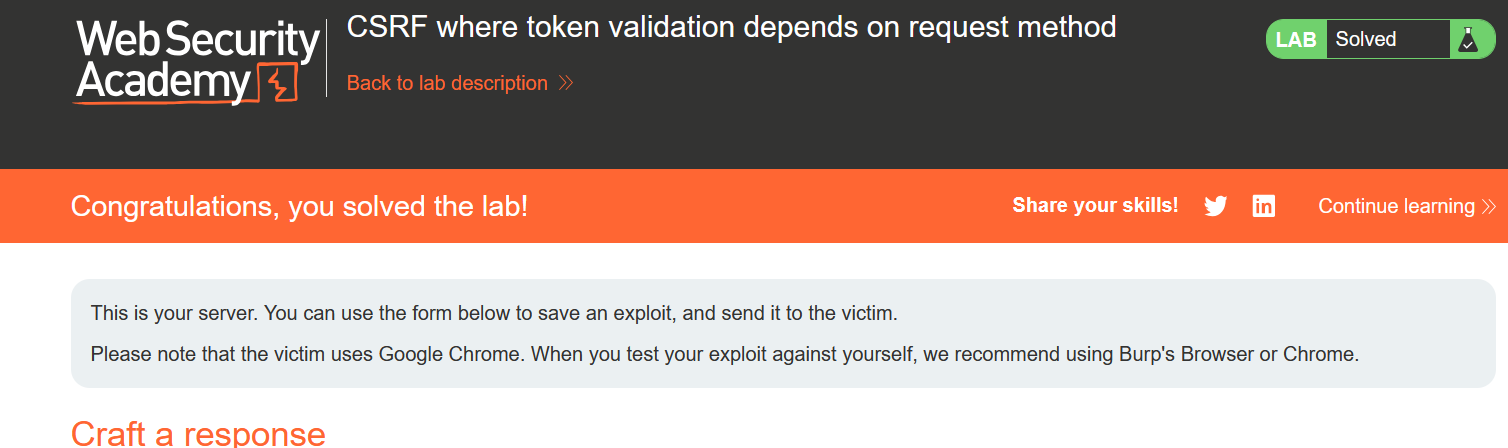 Web Security
Academy
CSRF where token validation depends on request method
Back to lab description
LAB Solved
Congratulations, you solved the lab!
Share your skills!
Continue learning
This is your server. You can use the form below to save an exploit, and send it to the victim.
Please note that the victim uses Google Chrome. When you test your exploit against yourself, we recommend using Burp's Browser or Chrome.
Craft a response